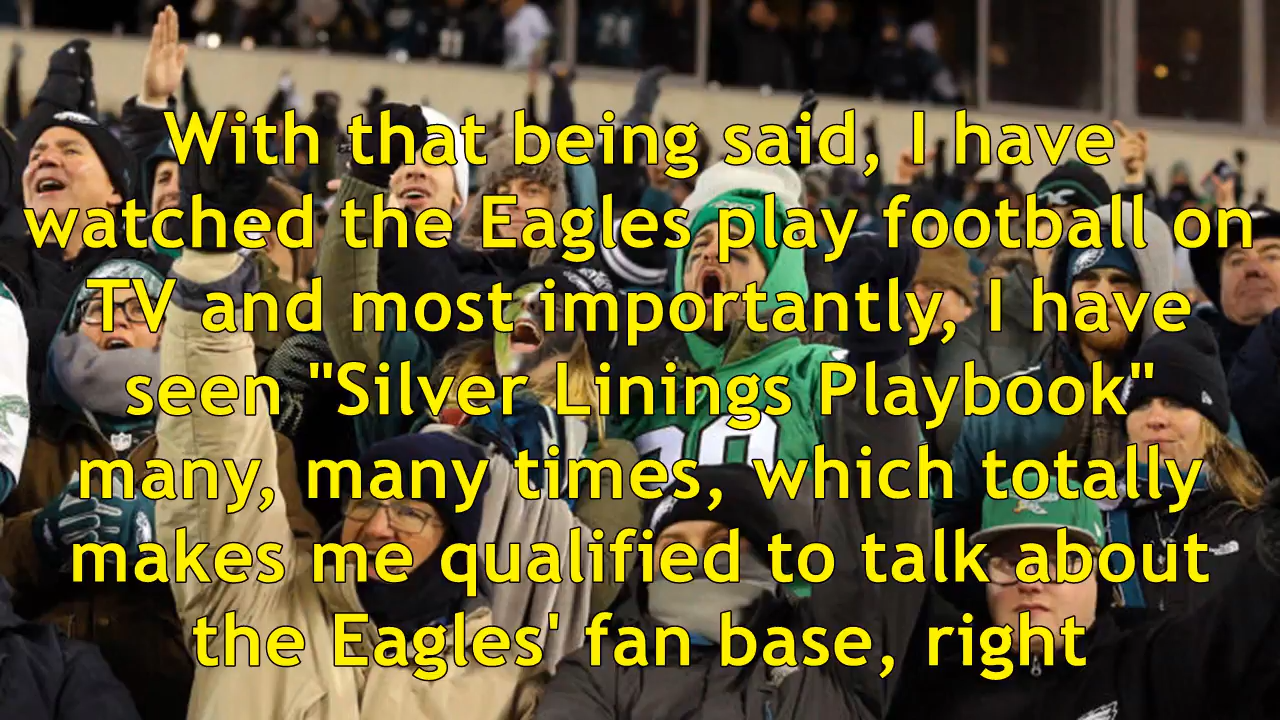 With that being said, I have
watched the Eagles play football on
TV and most importantly, I have
seen "Silver Linings Playbook"
many, many times, which totally
makes me qualified to talk about
the Eagles' fan base, right